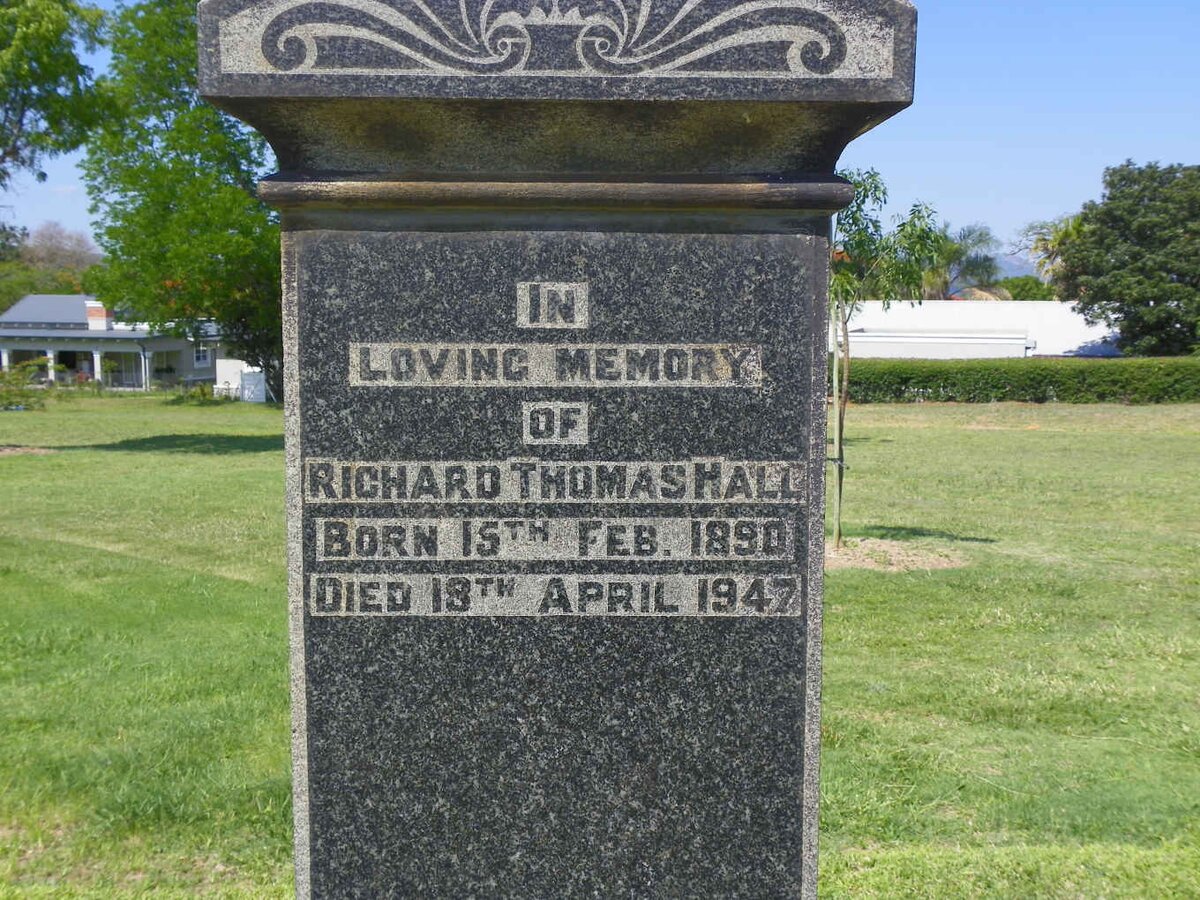 IN
LOVING MEMORY
OF
RICHARD THOMAS HALL
BORN 15TH FEB. 1890
DIED 18TH APRIL 1947